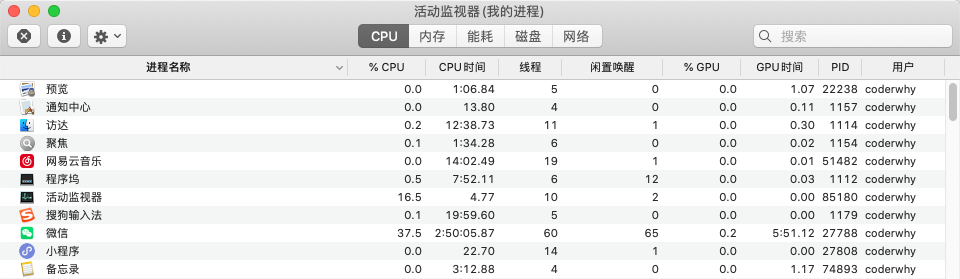 活动监视器 (我的进程)
CPU 内存 能耗 磁盘 网络 搜索
进程名称 % CPU CPU 时间 线程 闲置唤醒 % GPU GPU 时间 PID 用户
预览 0.0 1:06.84 5 0 0.0 1.07 22238 coderwhy
通知中心 0.0 13.80 4 0 0.0 0.11 1157 coderwhy
访达 0.2 12:38.73 11 1 0.0 0.30 1114 coderwhy
聚焦 0.1 1:34.28 6 0 0.0 0.02 1154 coderwhy
网易云音乐 0.0 14:02.49 19 1 0.0 0.01 51482 coderwhy
程序坞 0.5 7:52.11 6 12 0.0 0.03 1112 coderwhy
活动监视器 16.5 4.77 10 2 0.0 0.00 85180 coderwhy
搜狗输入法 0.1 19:59.60 5 0 0.0 0.00 1179 coderwhy
微信 37.5 2:50:05.87 60 65 0.2 5:51.12 27788 coderwhy
小程序 0.0 22.70 14 1 0.0 0.00 27808 coderwhy
备忘录 0.0 3:12.88 4 0 0.0 1.17 74893 coderwhy